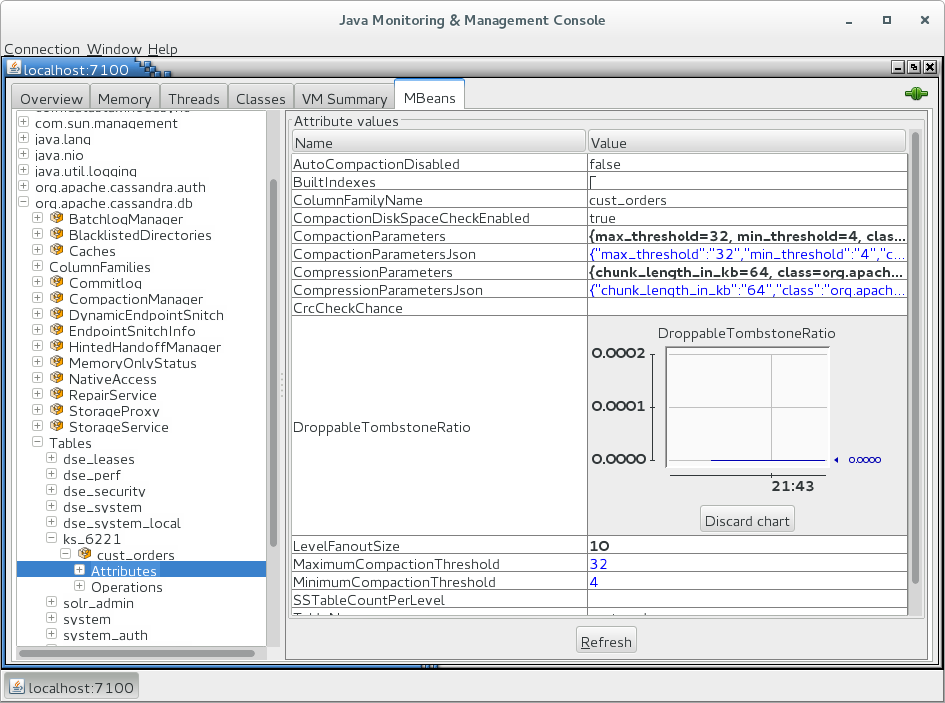 Java Monitoring & Management Console
Connection Window Help
localhost:7100
Overview Memory Threads Classes VM Summary MBeans
com.sun.management
java.lang
java.nio
java.util.logging
org.apache.cassandra.auth
org.apache.cassandra.db
BatchlogManager
BlacklistedDirectories
Caches
ColumnFamilies
Commitlog
CompactionManager
DynamicEndpointSnitch
EndpointSnitchInfo
HintedHandoffManager
MemoryOnlyStatus
NativeAccess
RepairService
StorageProxy
StorageService
Tables
dse_leases
dse_perf
dse_security
dse_system
dse_system_local
ks_6221
cust_orders
Attributes
Operations
solr_admin
system
system_auth
Attribute values
Name Value
AutoCompactionDisabled false
BuiltIndexes
ColumnFamilyName cust_orders
CompactionDiskSpaceCheckEnabled true
CompactionParameters {max_threshold=32, min_threshold=4, clas...
CompactionParametersJson {"max_threshold":"32","min_threshold":"4","c...
CompressionParameters {chunk_length_in_kb=64, class=org.apach...
CompressionParametersJson {"chunk_length_in_kb":"64","class":"org.apach...
CrcCheckChance
DroppableTombstoneRatio
DroppableTombstoneRatio
0.0002
0.0001
0.0000
0.0000
21:43
Discard chart
LevelFanoutSize 10
MaximumCompactionThreshold 32
MinimumCompactionThreshold 4
SSTableCountPerLevel
Refresh
localhost:7100